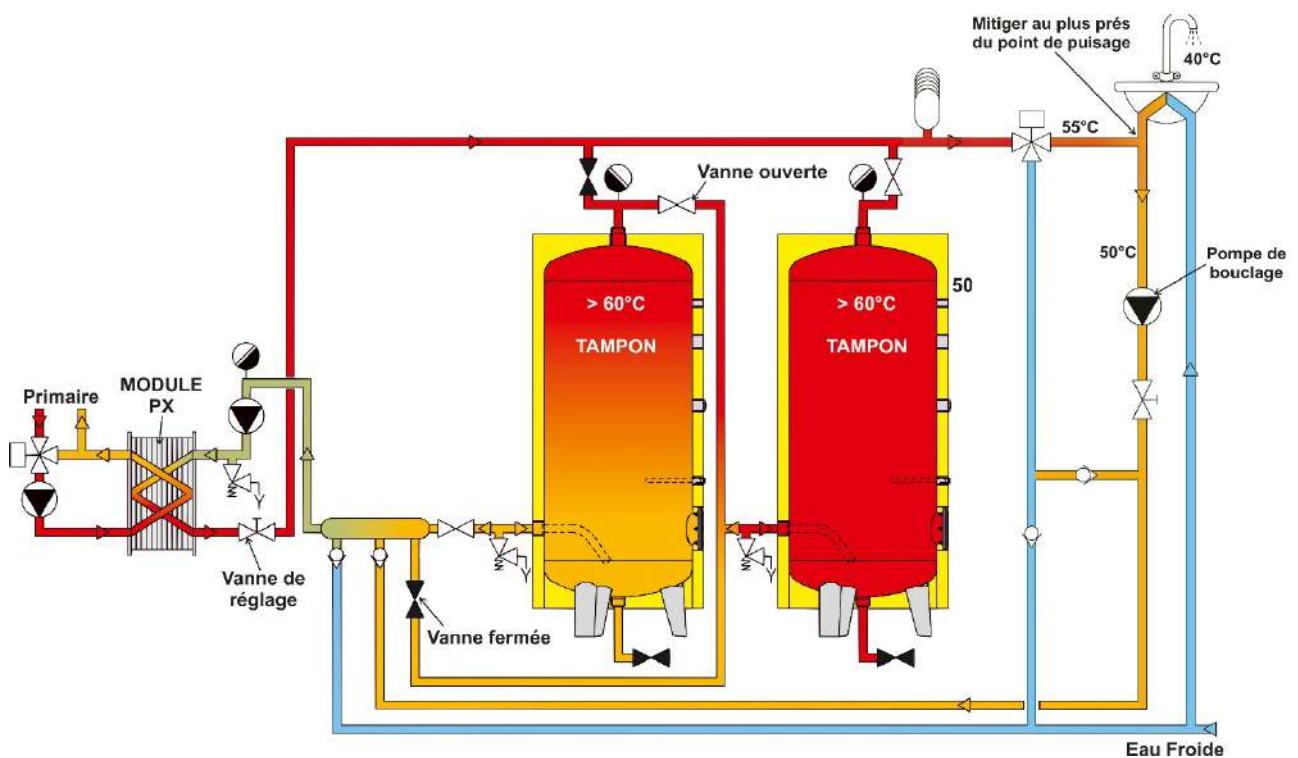 Mitiger au plus prés
du point de puisage
40°C
55°C
Vanne ouverte
50°C
Pompe de
bouclage
> 60°C
TAMPON
> 60°C
TAMPON
50
Primaire
MODULE
PX
Vanne de
réglage
Vanne fermée
Eau Froide